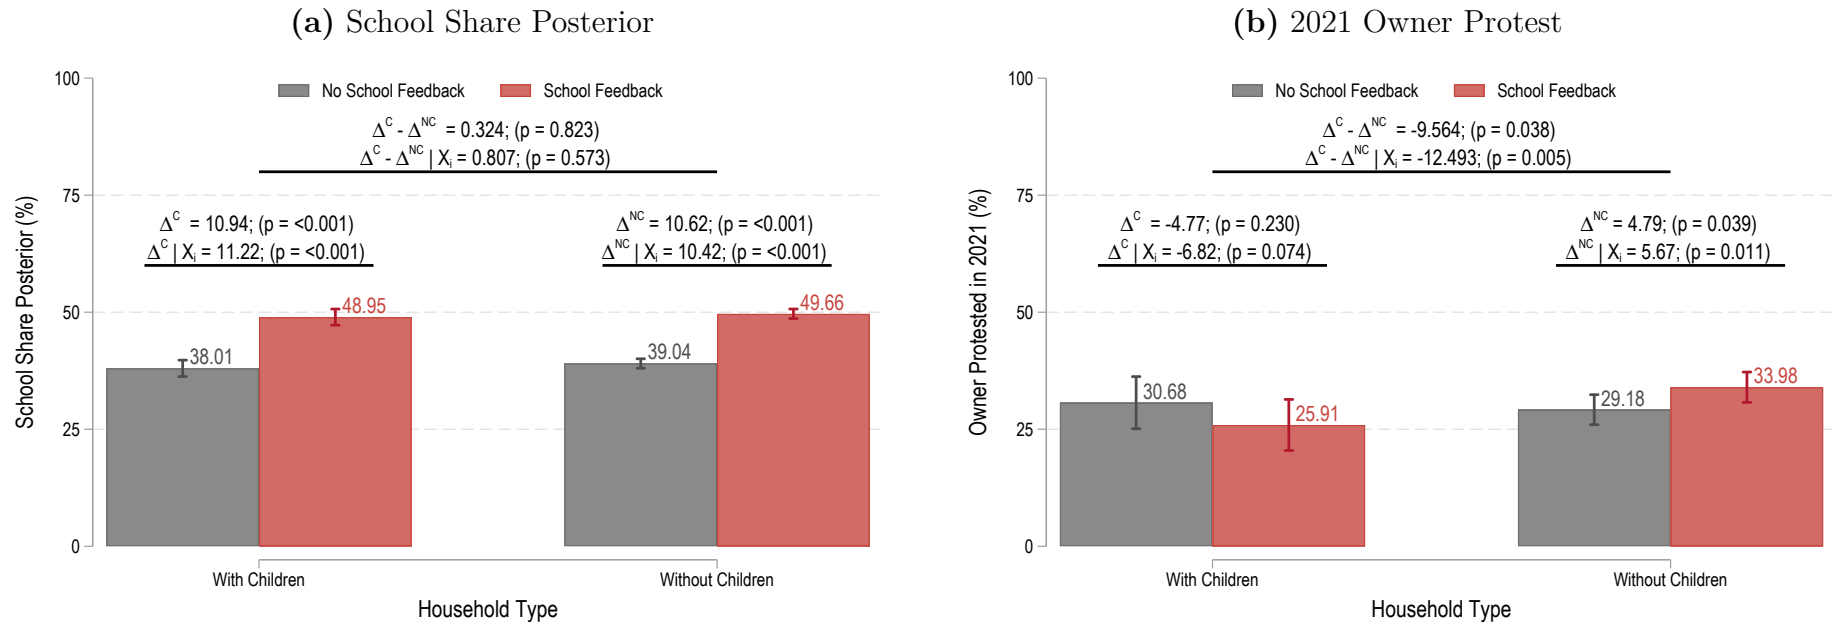 (a) School Share Posterior
100
75
50
25
0
School Share Posterior (%)
No School Feedback
School Feedback
Δ^C - Δ^NC = 0.324; (p = 0.823)
Δ^C - Δ^NC | X_i = 0.807; (p = 0.573)
Δ^C = 10.94; (p = <0.001)
Δ^C | X_i = 11.22; (p = <0.001)
Δ^NC = 10.62; (p = <0.001)
Δ^NC | X_i = 10.42; (p = <0.001)
38.01
48.95
39.04
49.66
With Children
Without Children
Household Type
(b) 2021 Owner Protest
100
75
50
25
0
Owner Protested in 2021 (%)
No School Feedback
School Feedback
Δ^C - Δ^NC = -9.564; (p = 0.038)
Δ^C - Δ^NC | X_i = -12.493; (p = 0.005)
Δ^C = -4.77; (p = 0.230)
Δ^C | X_i = -6.82; (p = 0.074)
Δ^NC = 4.79; (p = 0.039)
Δ^NC | X_i = 5.67; (p = 0.011)
30.68
25.91
29.18
33.98
With Children
Without Children
Household Type